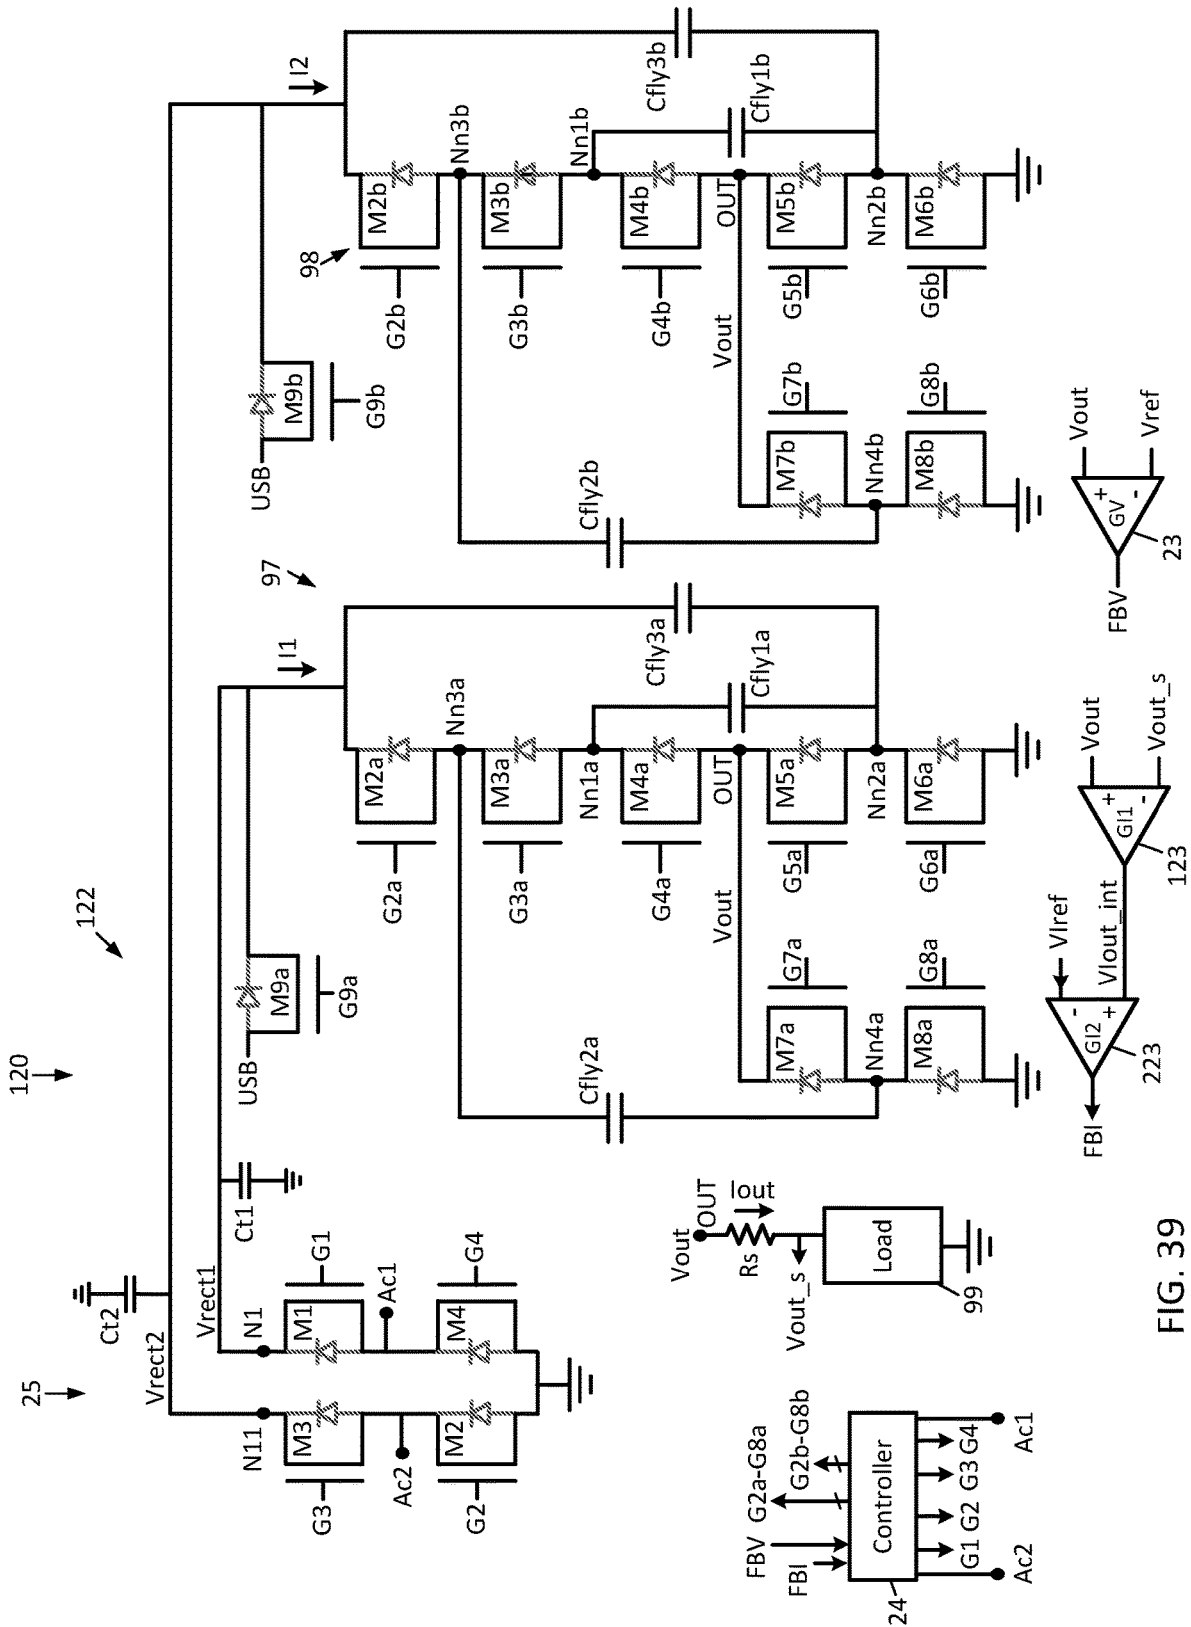 120
122
25
Ct2
Vrect2
Vrect1
Ct1
N11
N1
M3
M1
G3
G1
Ac2
Ac1
M2
M4
G2
G4
USB
M9a
G9a
I1
97
M2a
G2a
Nn3a
M3a
G3a
Nn1a
M4a
G4a
Cfly2a
Cfly3a
Cfly1a
Vout
OUT
M7a
G7a
G5a
M5a
Nn4a
Nn2a
M8a
G8a
G6a
M6a
USB
M9b
G9b
I2
98
M2b
G2b
Nn3b
M3b
G3b
Nn1b
M4b
G4b
Cfly2b
Cfly3b
Cfly1b
Vout
OUT
M7b
G7b
G5b
M5b
Nn4b
Nn2b
M8b
G8b
G6b
M6b
FBV
FBI
G2a-G8a
G2b-G8b
Controller
24
Ac2
G1
G2
G3
G4
Ac1
Vout
OUT
Rs
Iout
Vout_s
Load
99
FBI
GI2
-
+
223
VIref
VIout_int
GI1
+
-
123
Vout
Vout_s
FBV
GV
+
-
23
Vout
Vref
FIG. 39